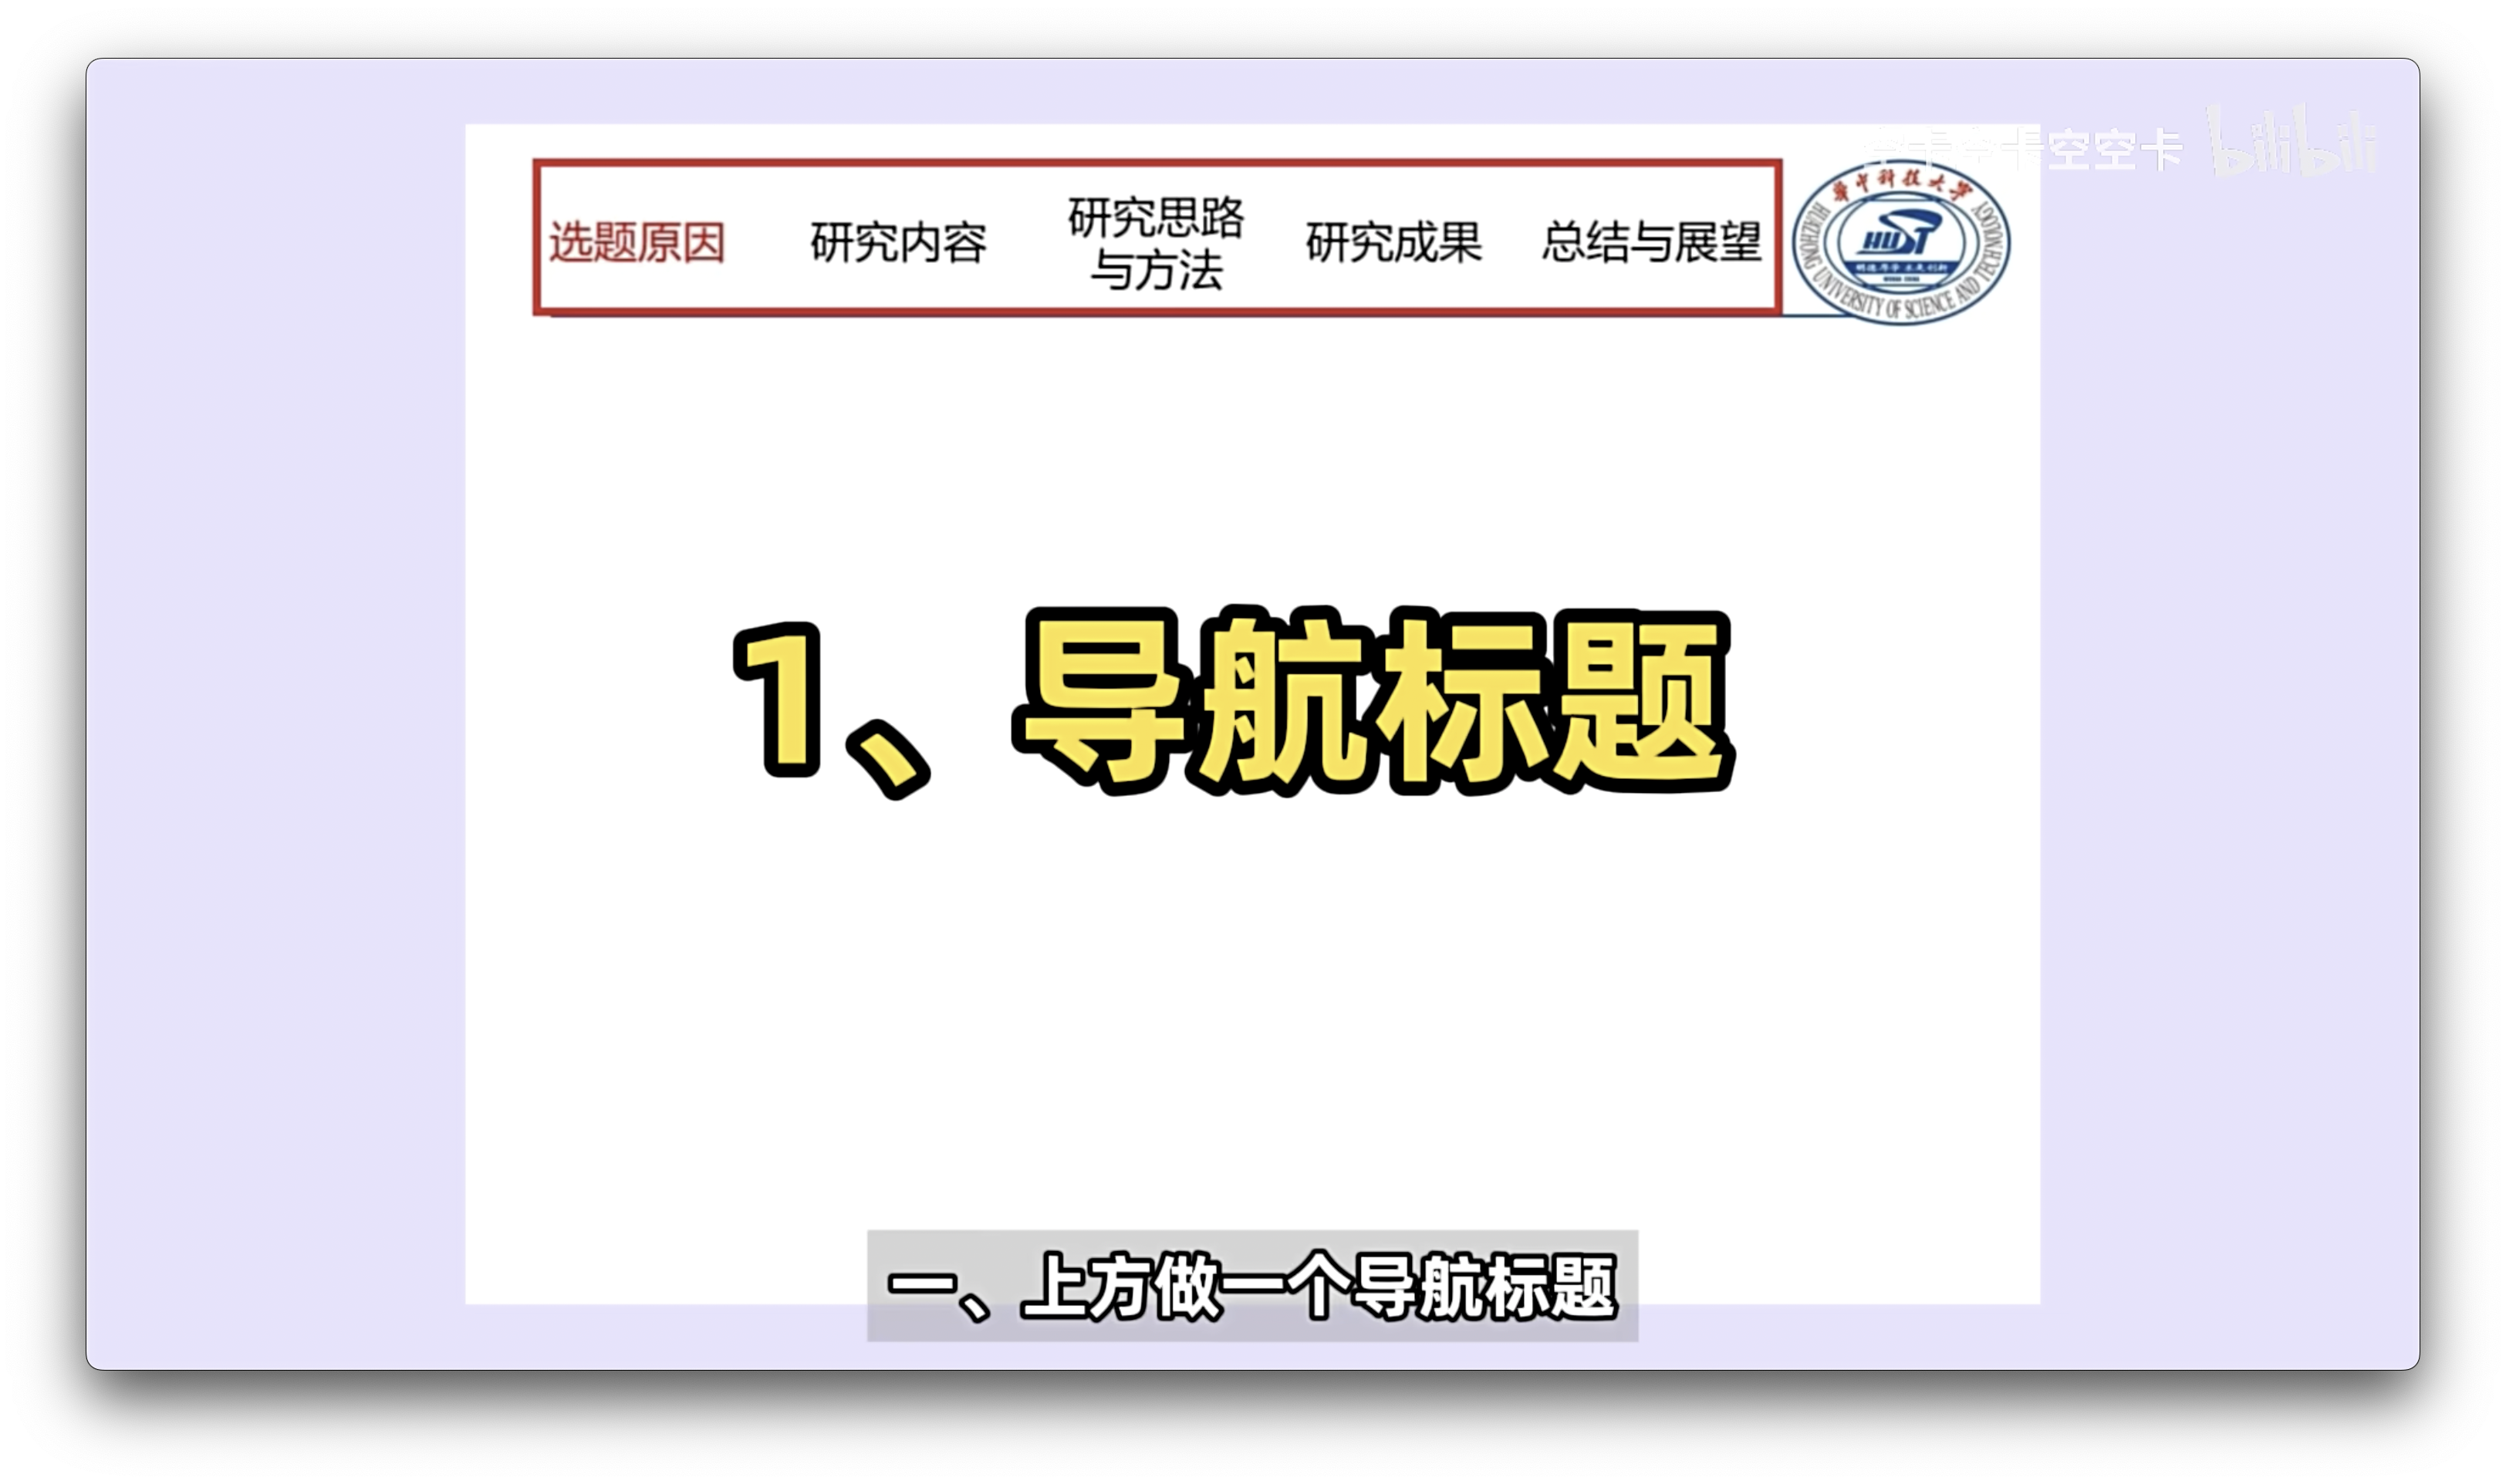 空空卡
bilibili
选题原因
研究内容
研究思路
与方法
研究成果
总结与展望
华中科技大学
HUST
HUAZHONG UNIVERSITY OF SCIENCE AND TECHNOLOGY
1、导航标题
一、上方做一个导航标题